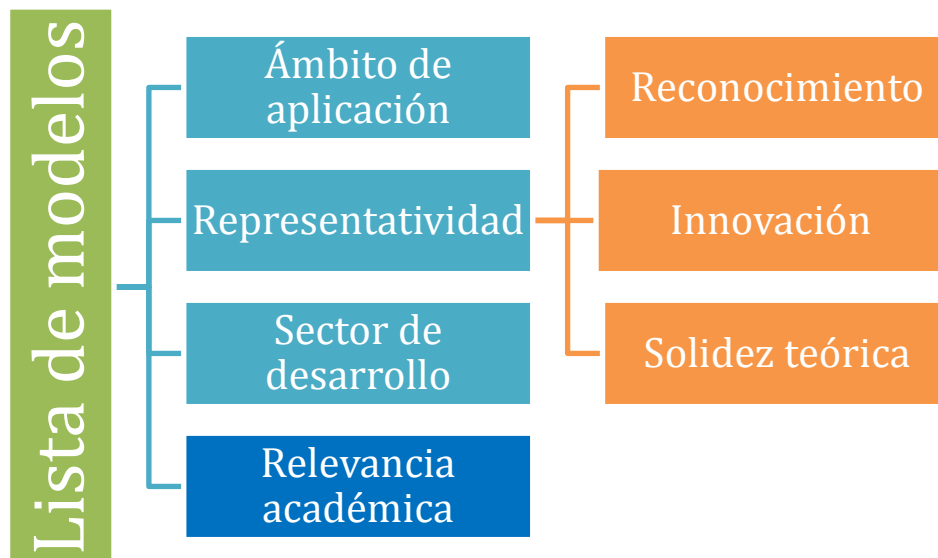 Lista de modelos
Ámbito de
aplicación
Representatividad
Sector de
desarrollo
Relevancia
académica
Reconocimiento
Innovación
Solidez teórica